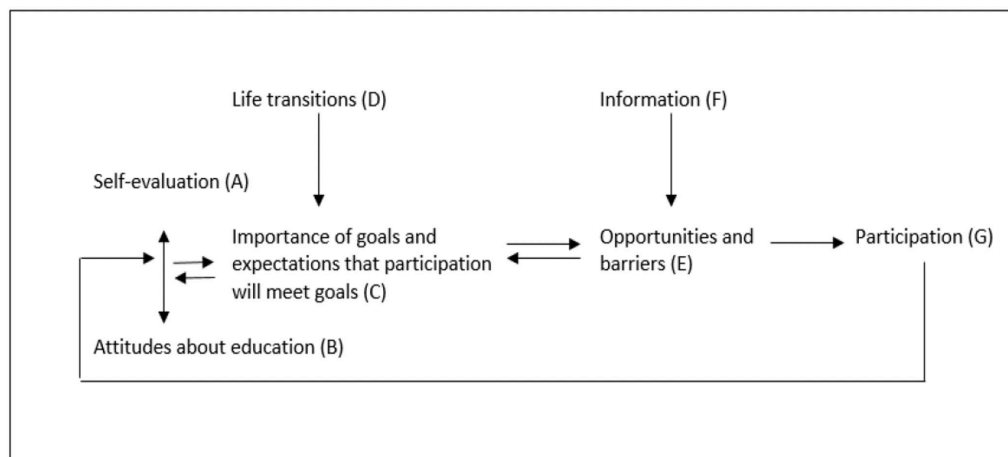 Life transitions (D)
Information (F)
Self-evaluation (A)
Importance of goals and
expectations that participation
will meet goals (C)
Opportunities and
barriers (E)
Participation (G)
Attitudes about education (B)